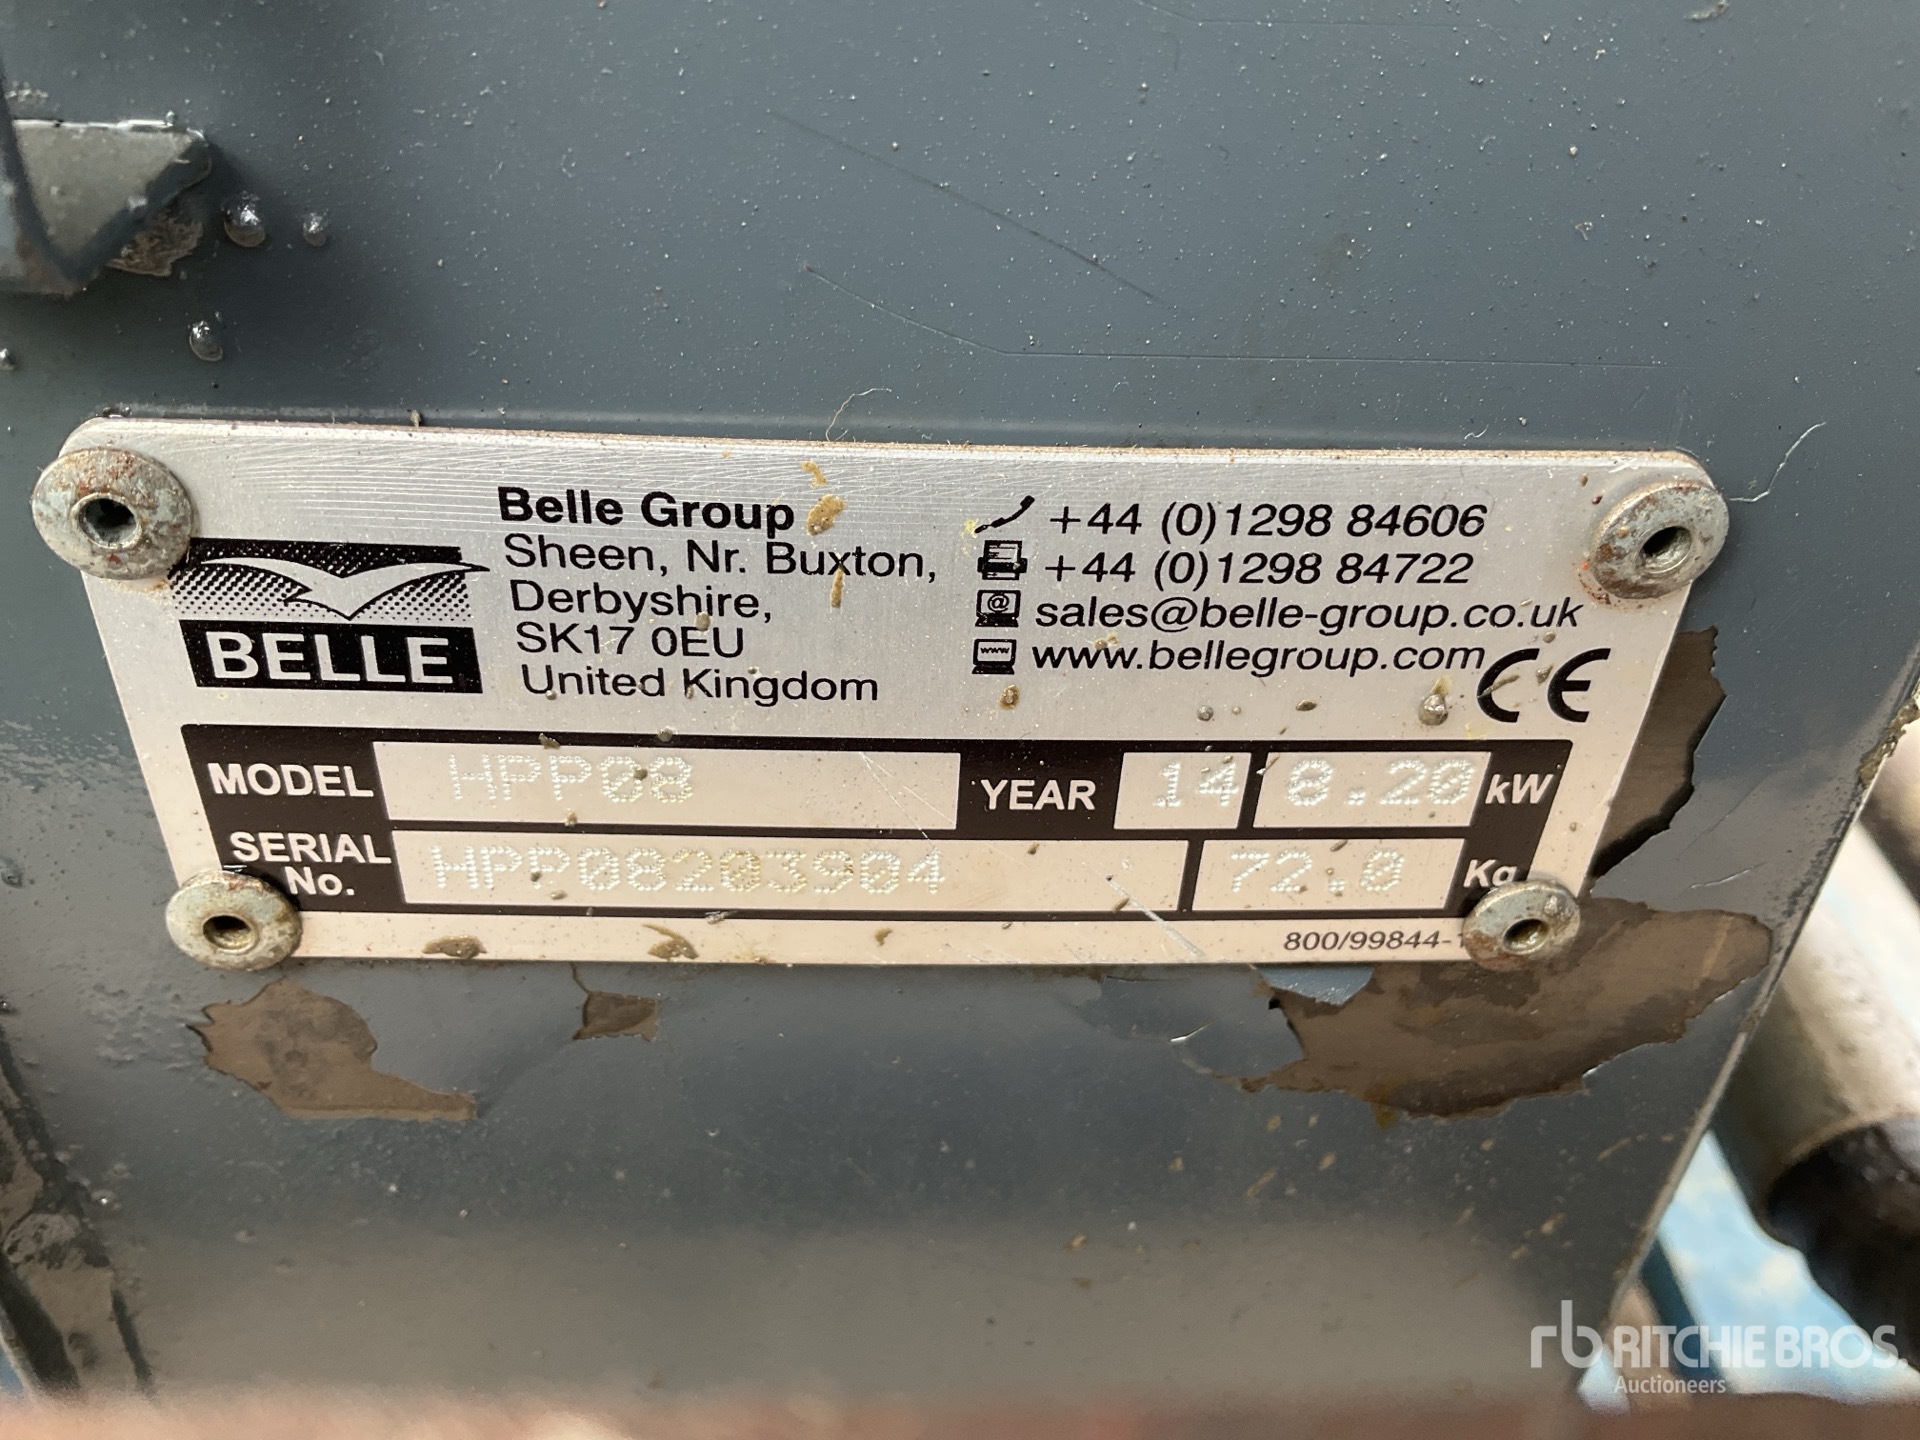 Belle Group
Sheen, Nr. Buxton,
Derbyshire,
SK17 0EU
United Kingdom
BELLE
+44 (0)1298 84606
+44 (0)1298 84722
@ sales@belle-group.co.uk
www www.bellegroup.com
CE
MODEL HPP08 YEAR 14 8.20 kW
SERIAL No. HPP08203904 72.0 Kg
800/99844-
rb RITCHIE BROS.
Auctioneers